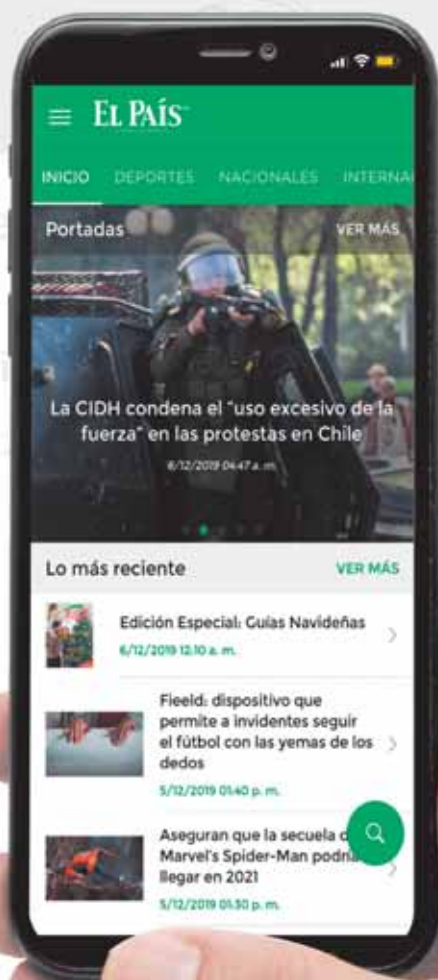 EL PAÍS
INICIO DEPORTES NACIONALES INTERNA
Portadas VER MÁS
La CIDH condena el "uso excesivo de la
fuerza" en las protestas en Chile
6/12/2019 04:47 a. m.
Lo más reciente VER MÁS
Edición Especial: Guías Navideñas
6/12/2019 12:10 a. m.
Fieeld: dispositivo que
permite a invidentes seguir
el fútbol con las yemas de los
dedos
5/12/2019 01:40 p. m.
Aseguran que la secuela
Marvel's Spider-Man podría
llegar en 2021
5/12/2019 01:30 p. m.